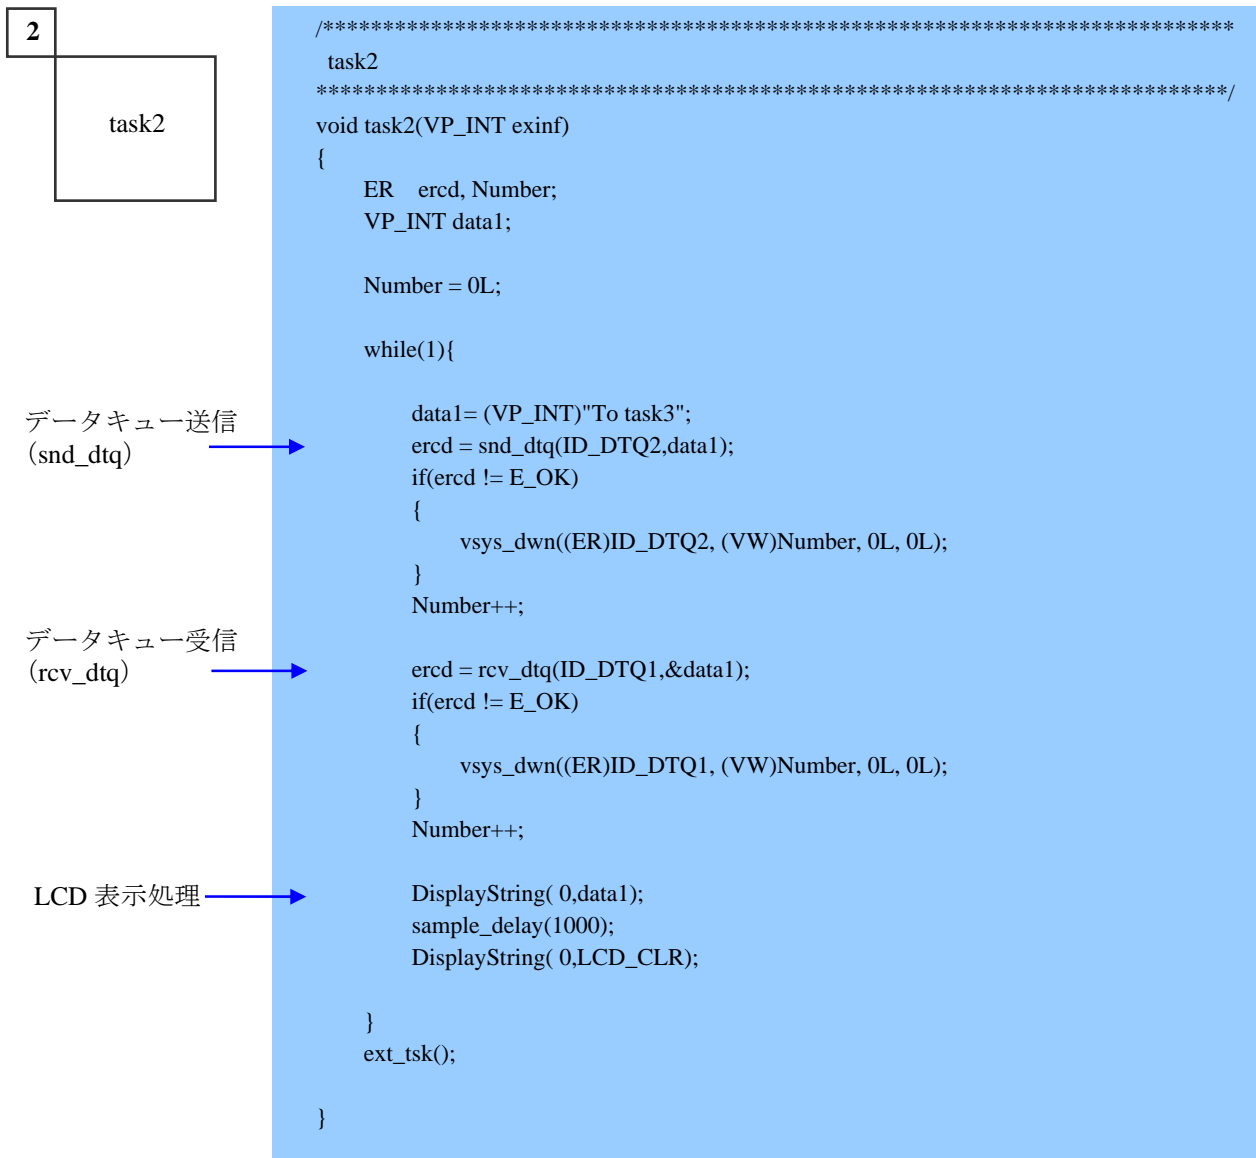 2
task2
/****************************************************************************
task2
****************************************************************************/
void task2(VP_INT exinf)
{
ER ercd, Number;
VP_INT data1;
Number = 0L;
while(1){
データキュー送信
(snd_dtq)
data1= (VP_INT)"To task3";
ercd = snd_dtq(ID_DTQ2,data1);
if(ercd != E_OK)
{
vsys_dwn((ER)ID_DTQ2, (VW)Number, 0L, 0L);
}
Number++;
データキュー受信
(rcv_dtq)
ercd = rcv_dtq(ID_DTQ1,&data1);
if(ercd != E_OK)
{
vsys_dwn((ER)ID_DTQ1, (VW)Number, 0L, 0L);
}
Number++;
LCD 表示処理
DisplayString( 0,data1);
sample_delay(1000);
DisplayString( 0,LCD_CLR);
}
ext_tsk();
}